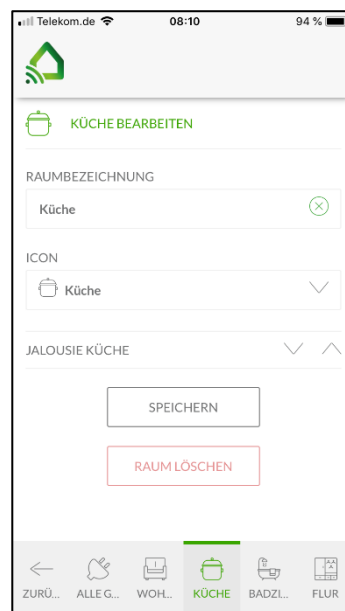 Telekom.de 08:10 94 %
KÜCHE BEARBEITEN
RAUMBEZEICHNUNG
Küche
ICON
Küche
JALOUSIE KÜCHE
SPEICHERN
RAUM LÖSCHEN
ZURÜ... ALLE G... WOH... KÜCHE BADZI... FLUR